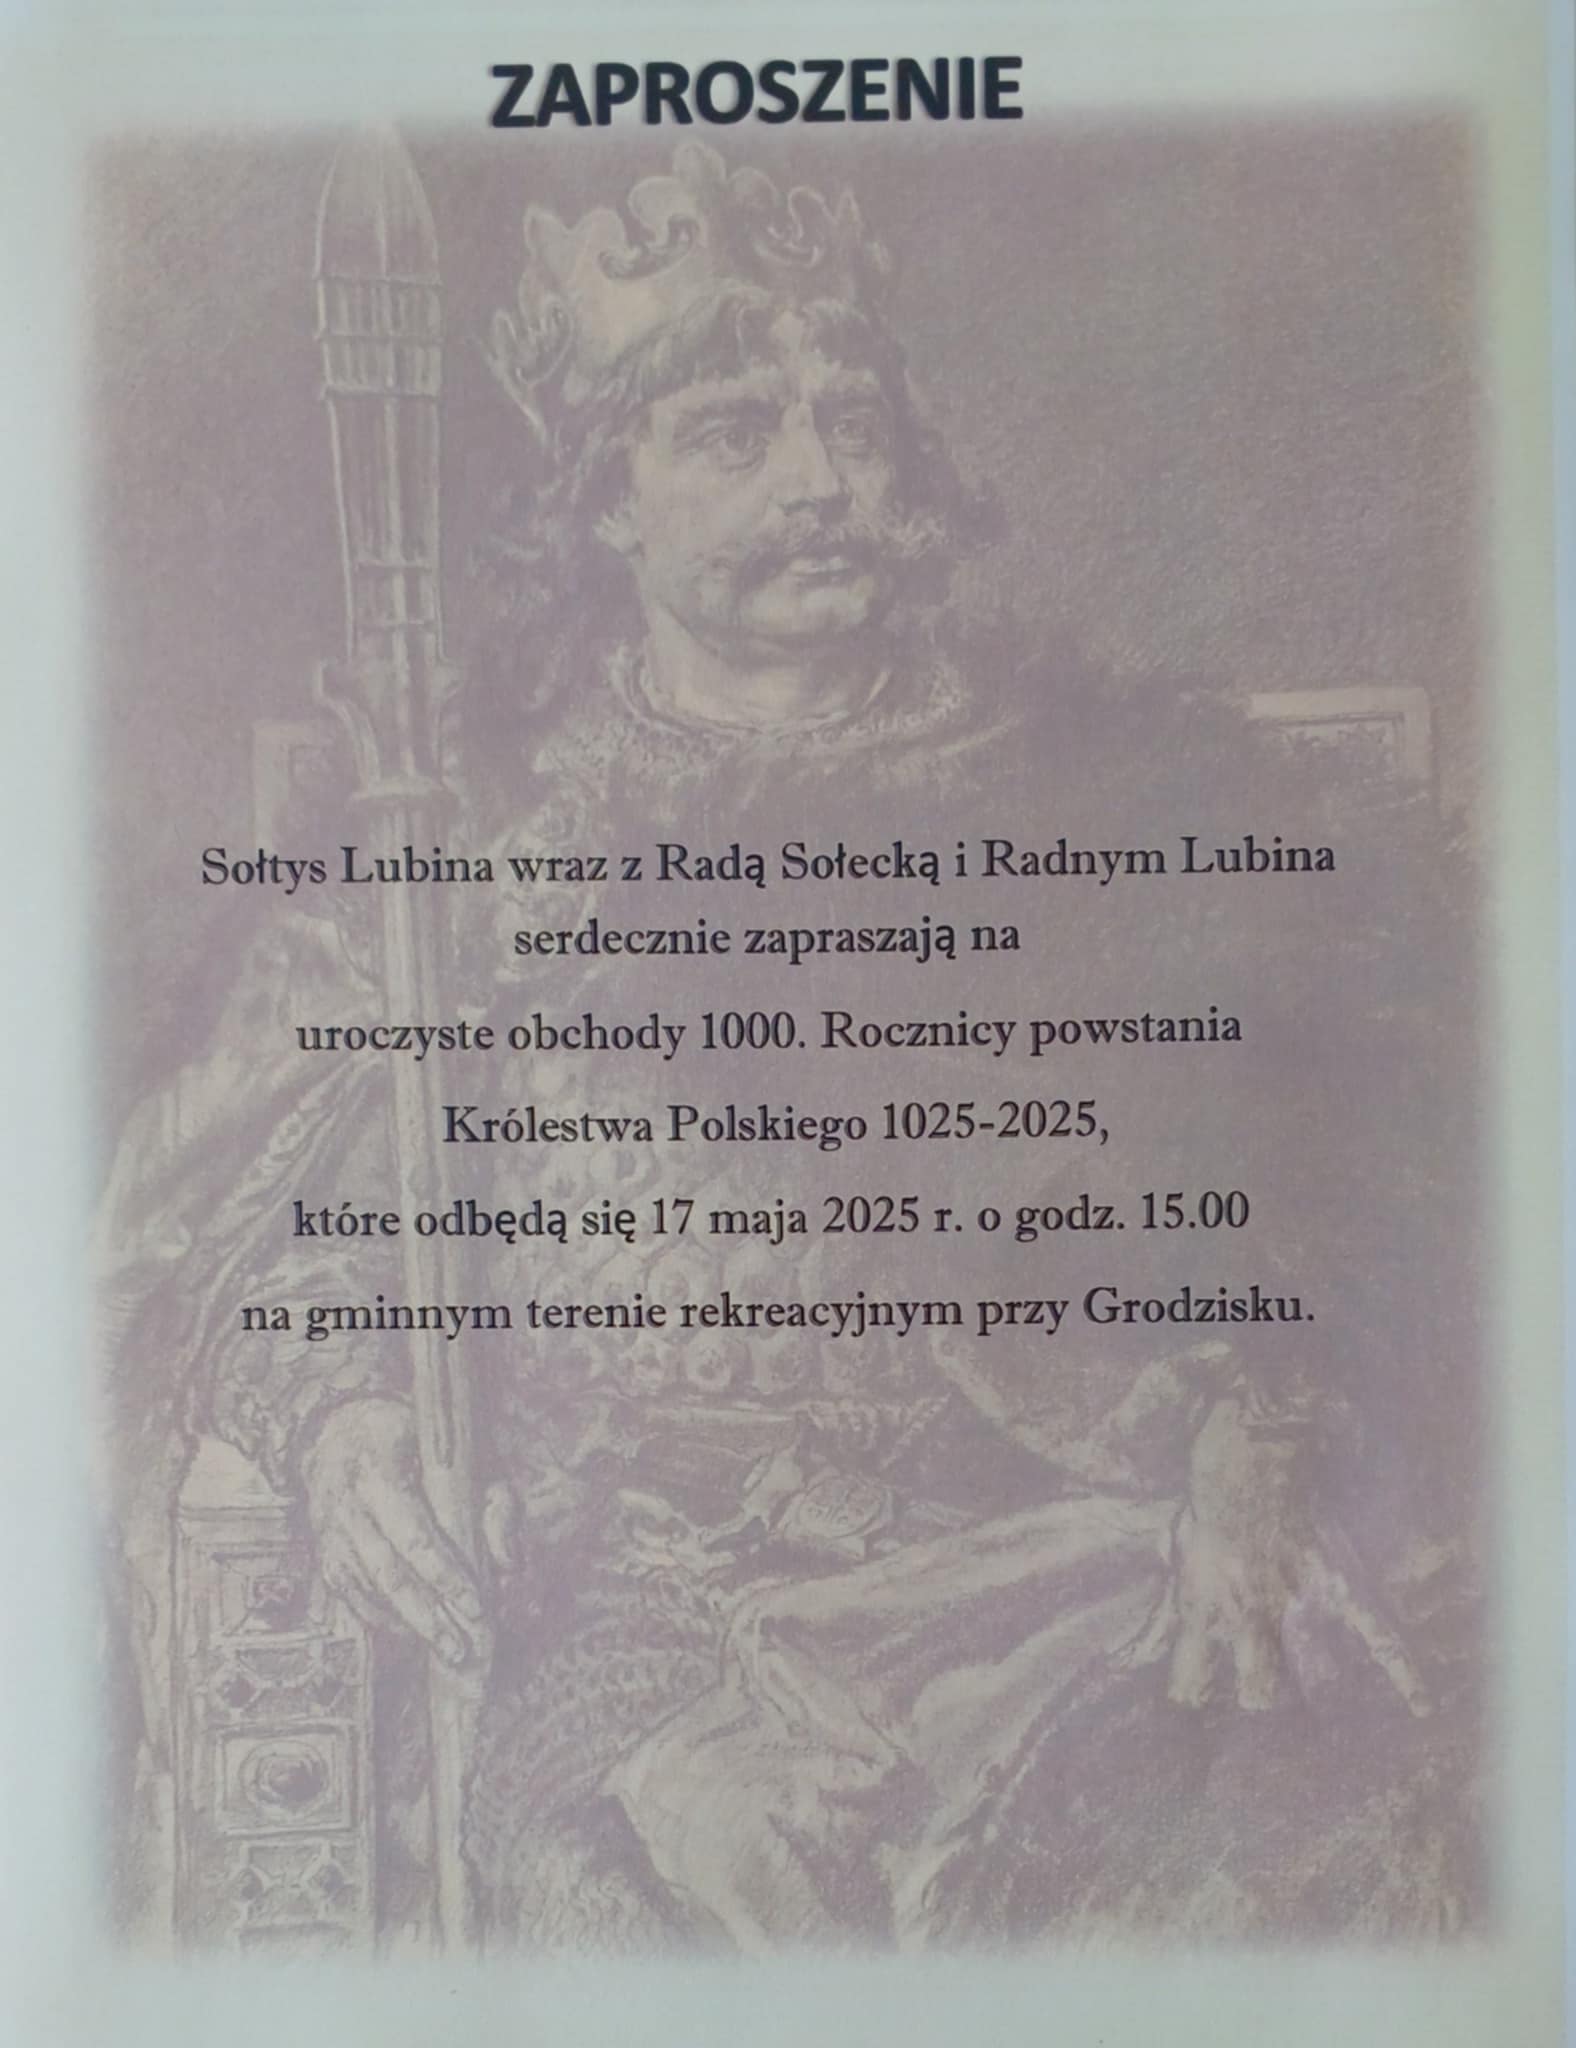 ZAPROSZENIE
Sołtys Lubina wraz z Radą Sołecką i Radnym Lubina
serdecznie zapraszają na
uroczyste obchody 1000. Rocznicy powstania
Królestwa Polskiego 1025-2025,
które odbędą się 17 maja 2025 r. o godz. 15.00
na gminnym terenie rekreacyjnym przy Grodzisku.